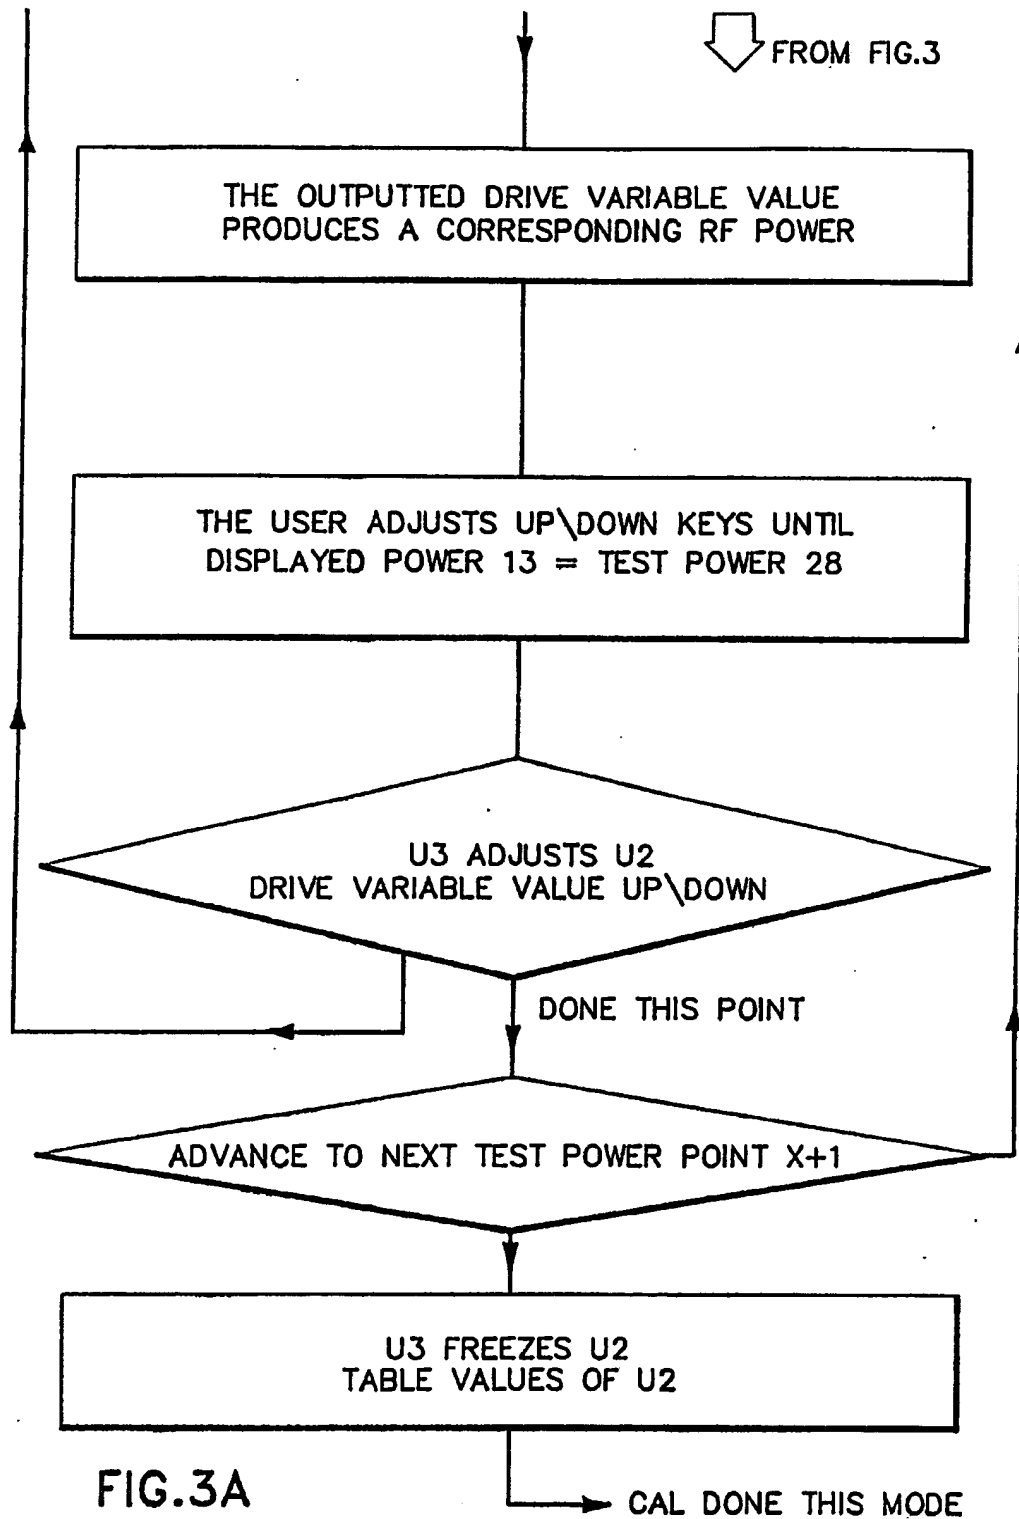 FROM FIG.3
THE OUTPUTTED DRIVE VARIABLE VALUE
PRODUCES A CORRESPONDING RF POWER
THE USER ADJUSTS UP\DOWN KEYS UNTIL
DISPLAYED POWER 13 = TEST POWER 28
U3 ADJUSTS U2
DRIVE VARIABLE VALUE UP\DOWN
DONE THIS POINT
ADVANCE TO NEXT TEST POWER POINT X+1
U3 FREEZES U2
TABLE VALUES OF U2
FIG.3A
CAL DONE THIS MODE